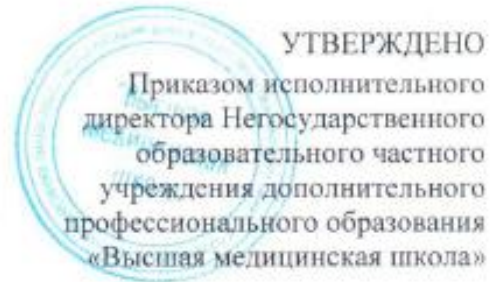 УТВЕРЖДЕНО
Приказом исполнительного
директора Негосударственного
образовательного частного
учреждения дополнительного
профессионального образования
«Высшая медицинская школа»